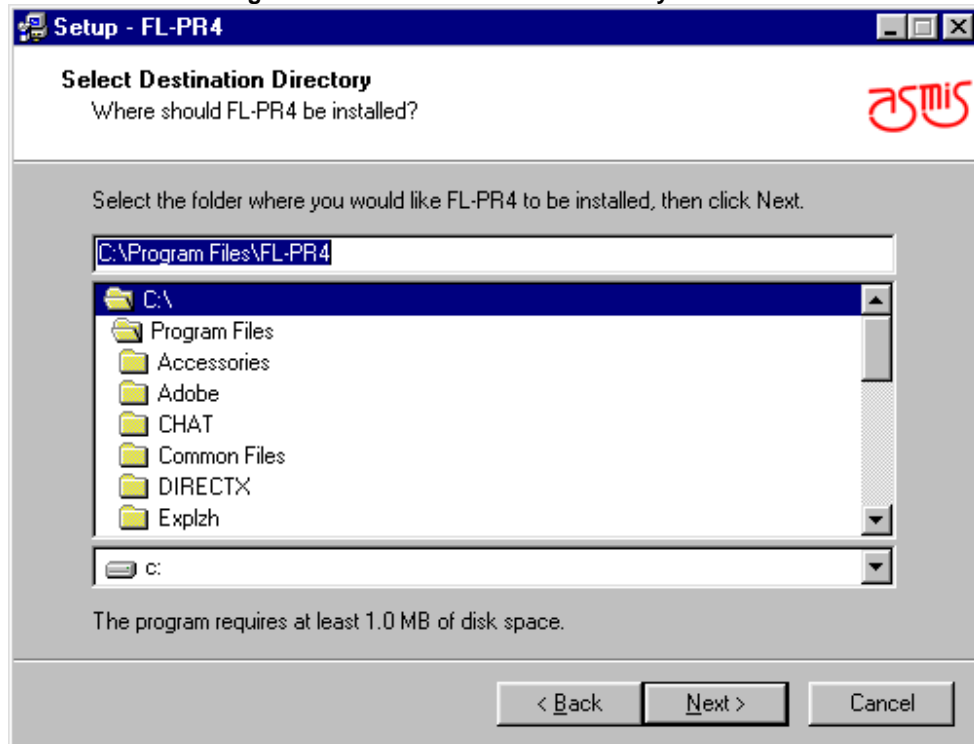 Setup - FL-PR4
Select Destination Directory
Where should FL-PR4 be installed?
asmis
Select the folder where you would like FL-PR4 to be installed, then click Next.
C:\Program Files\FL-PR4
C:\
Program Files
Accessories
Adobe
CHAT
Common Files
DIRECTX
Explzh
c:
The program requires at least 1.0 MB of disk space.
< Back
Next >
Cancel